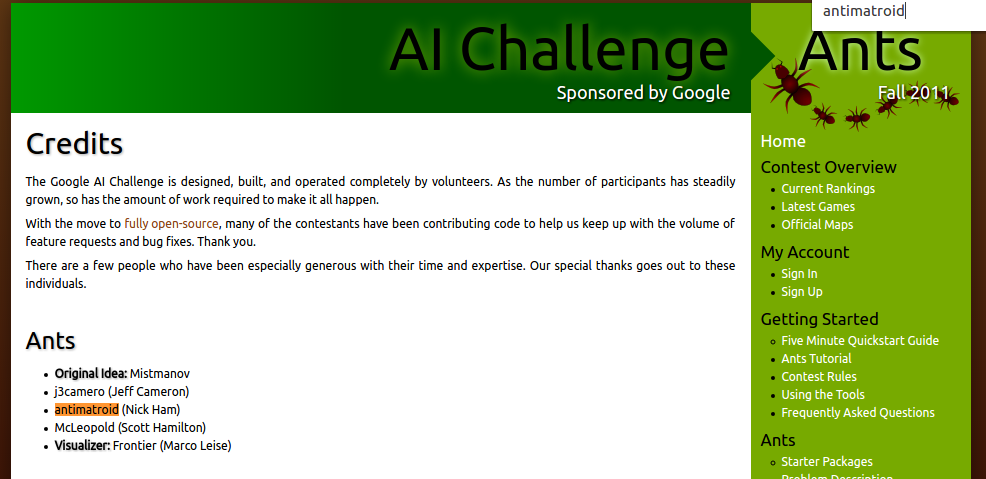 antimatroid
AI Challenge
Sponsored by Google
Ants
Fall 2011
Credits
The Google AI Challenge is designed, built, and operated completely by volunteers. As the number of participants has steadily
grown, so has the amount of work required to make it all happen.
With the move to fully open-source, many of the contestants have been contributing code to help us keep up with the volume of
feature requests and bug fixes. Thank you.
There are a few people who have been especially generous with their time and expertise. Our special thanks goes out to these
individuals.
Ants
Original Idea: Mistmanov
j3camero (Jeff Cameron)
antimatroid (Nick Ham)
McLeopold (Scott Hamilton)
Visualizer: Frontier (Marco Leise)
Home
Contest Overview
Current Rankings
Latest Games
Official Maps
My Account
Sign In
Sign Up
Getting Started
Five Minute Quickstart Guide
Ants Tutorial
Contest Rules
Using the Tools
Frequently Asked Questions
Ants
Starter Packages
Problem Description